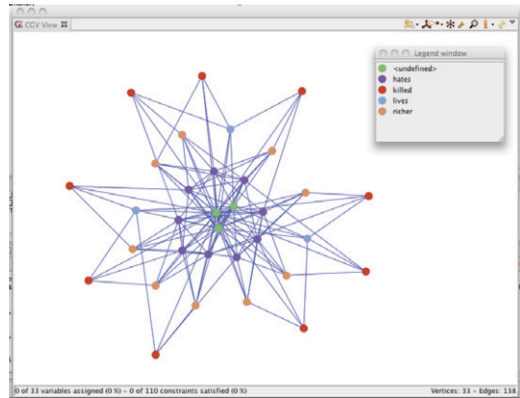 CGV View
Legend window
<undefined>
hates
killed
lives
richer
0 of 33 variables assigned (0 %) - 0 of 110 constraints satisfied (0 %)
Vertices: 33 - Edges: 138